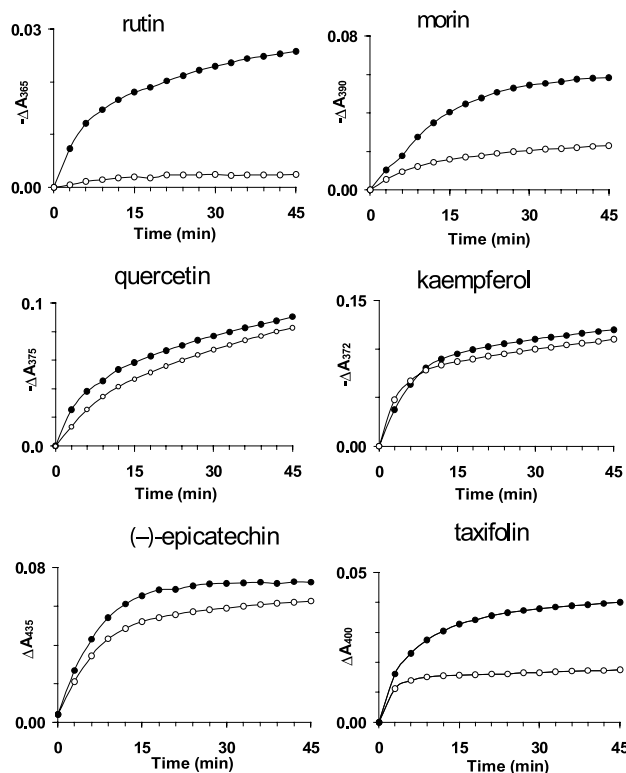 rutin
0.03
-ΔA365
0.00
0 15 30 45
Time (min)
morin
0.08
-ΔA390
0.00
0 15 30 45
Time (min)
quercetin
0.1
-ΔA375
0.0
0 15 30 45
Time (min)
kaempferol
0.15
-ΔA372
0.00
0 15 30 45
Time (min)
(–)-epicatechin
0.08
ΔA435
0.00
0 15 30 45
Time (min)
taxifolin
0.05
ΔA400
0.00
0 15 30 45
Time (min)